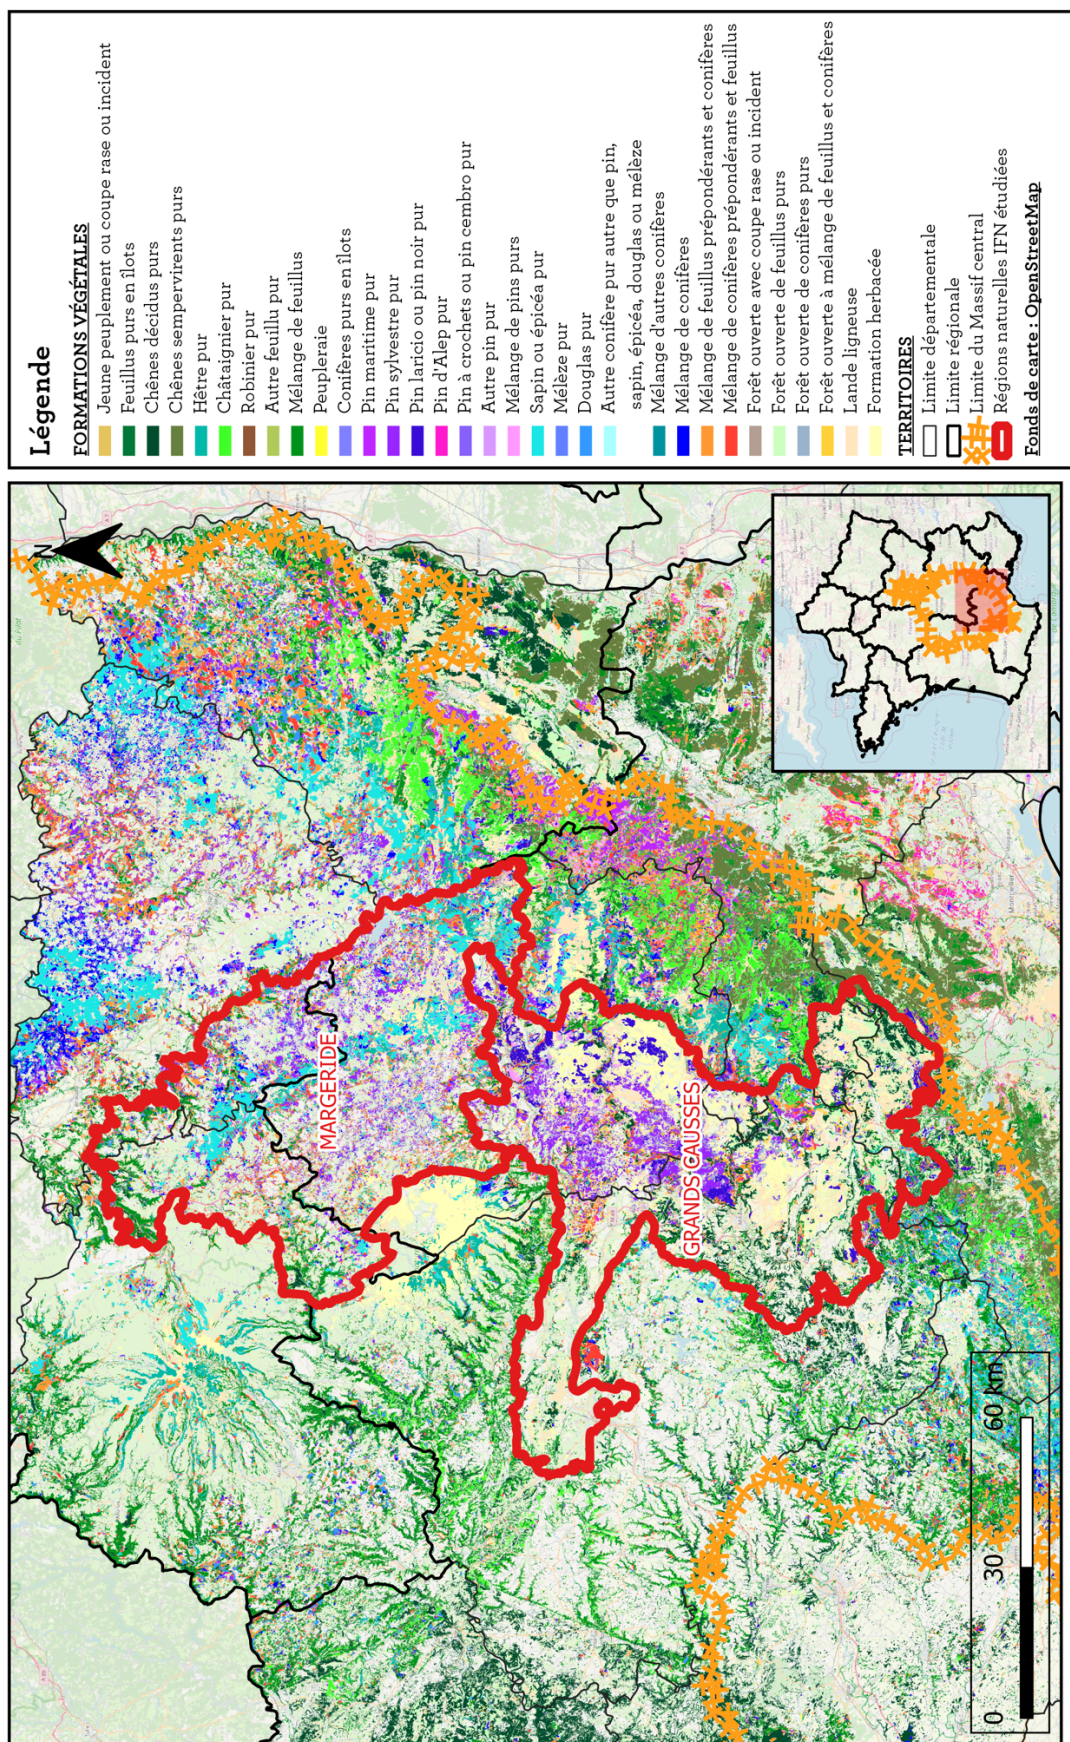 Légende
FORMATIONS VÉGÉTALES
Jeune peuplement ou coupe rase ou incident
Feuillus purs en îlots
Chênes décidus purs
Chênes sempervirents purs
Hêtre pur
Châtaignier pur
Robinier pur
Autre feuillu pur
Mélange de feuillus
Peupleraie
Conifères purs en îlots
Pin maritime pur
Pin sylvestre pur
Pin laricio ou pin noir pur
Pin d'Alep pur
Pin à crochets ou pin cembro pur
Autre pin pur
Mélange de pins purs
Sapin ou épicéa pur
Mélèze pur
Douglas pur
Autre conifère pur autre que pin,
sapin, épicéa, douglas ou mélèze
Mélange d'autres conifères
Mélange de conifères
Mélange de feuillus prépondérants et conifères
Mélange de conifères prépondérants et feuillus
Forêt ouverte avec coupe rase ou incident
Forêt ouverte de feuillus purs
Forêt ouverte de conifères purs
Forêt ouverte à mélange de feuillus et conifères
Lande ligneuse
Formation herbacée
TERRITOIRES
Limite départementale
Limite régionale
Limite du Massif central
Régions naturelles IFN étudiées
Fonds de carte : OpenStreetMap
MARGERIDE
GRANDS CAUSSES
0 30 60 km